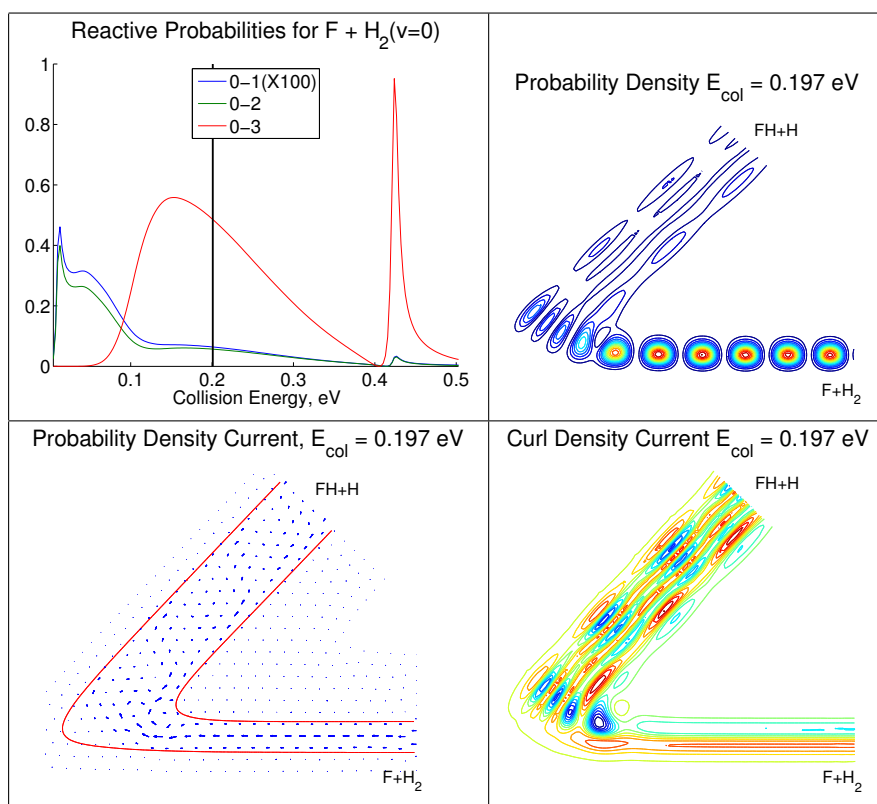 Reactive Probabilities for F + H₂(v=0)
1
0.8
0.6
0.4
0.2
0
0−1(X100)
0−2
0−3
0.1
0.2
0.3
0.4
0.5
Collision Energy, eV
Probability Density E_col = 0.197 eV
FH+H
F+H₂
Probability Density Current, E_col = 0.197 eV
FH+H
F+H₂
Curl Density Current E_col = 0.197 eV
FH+H
F+H₂